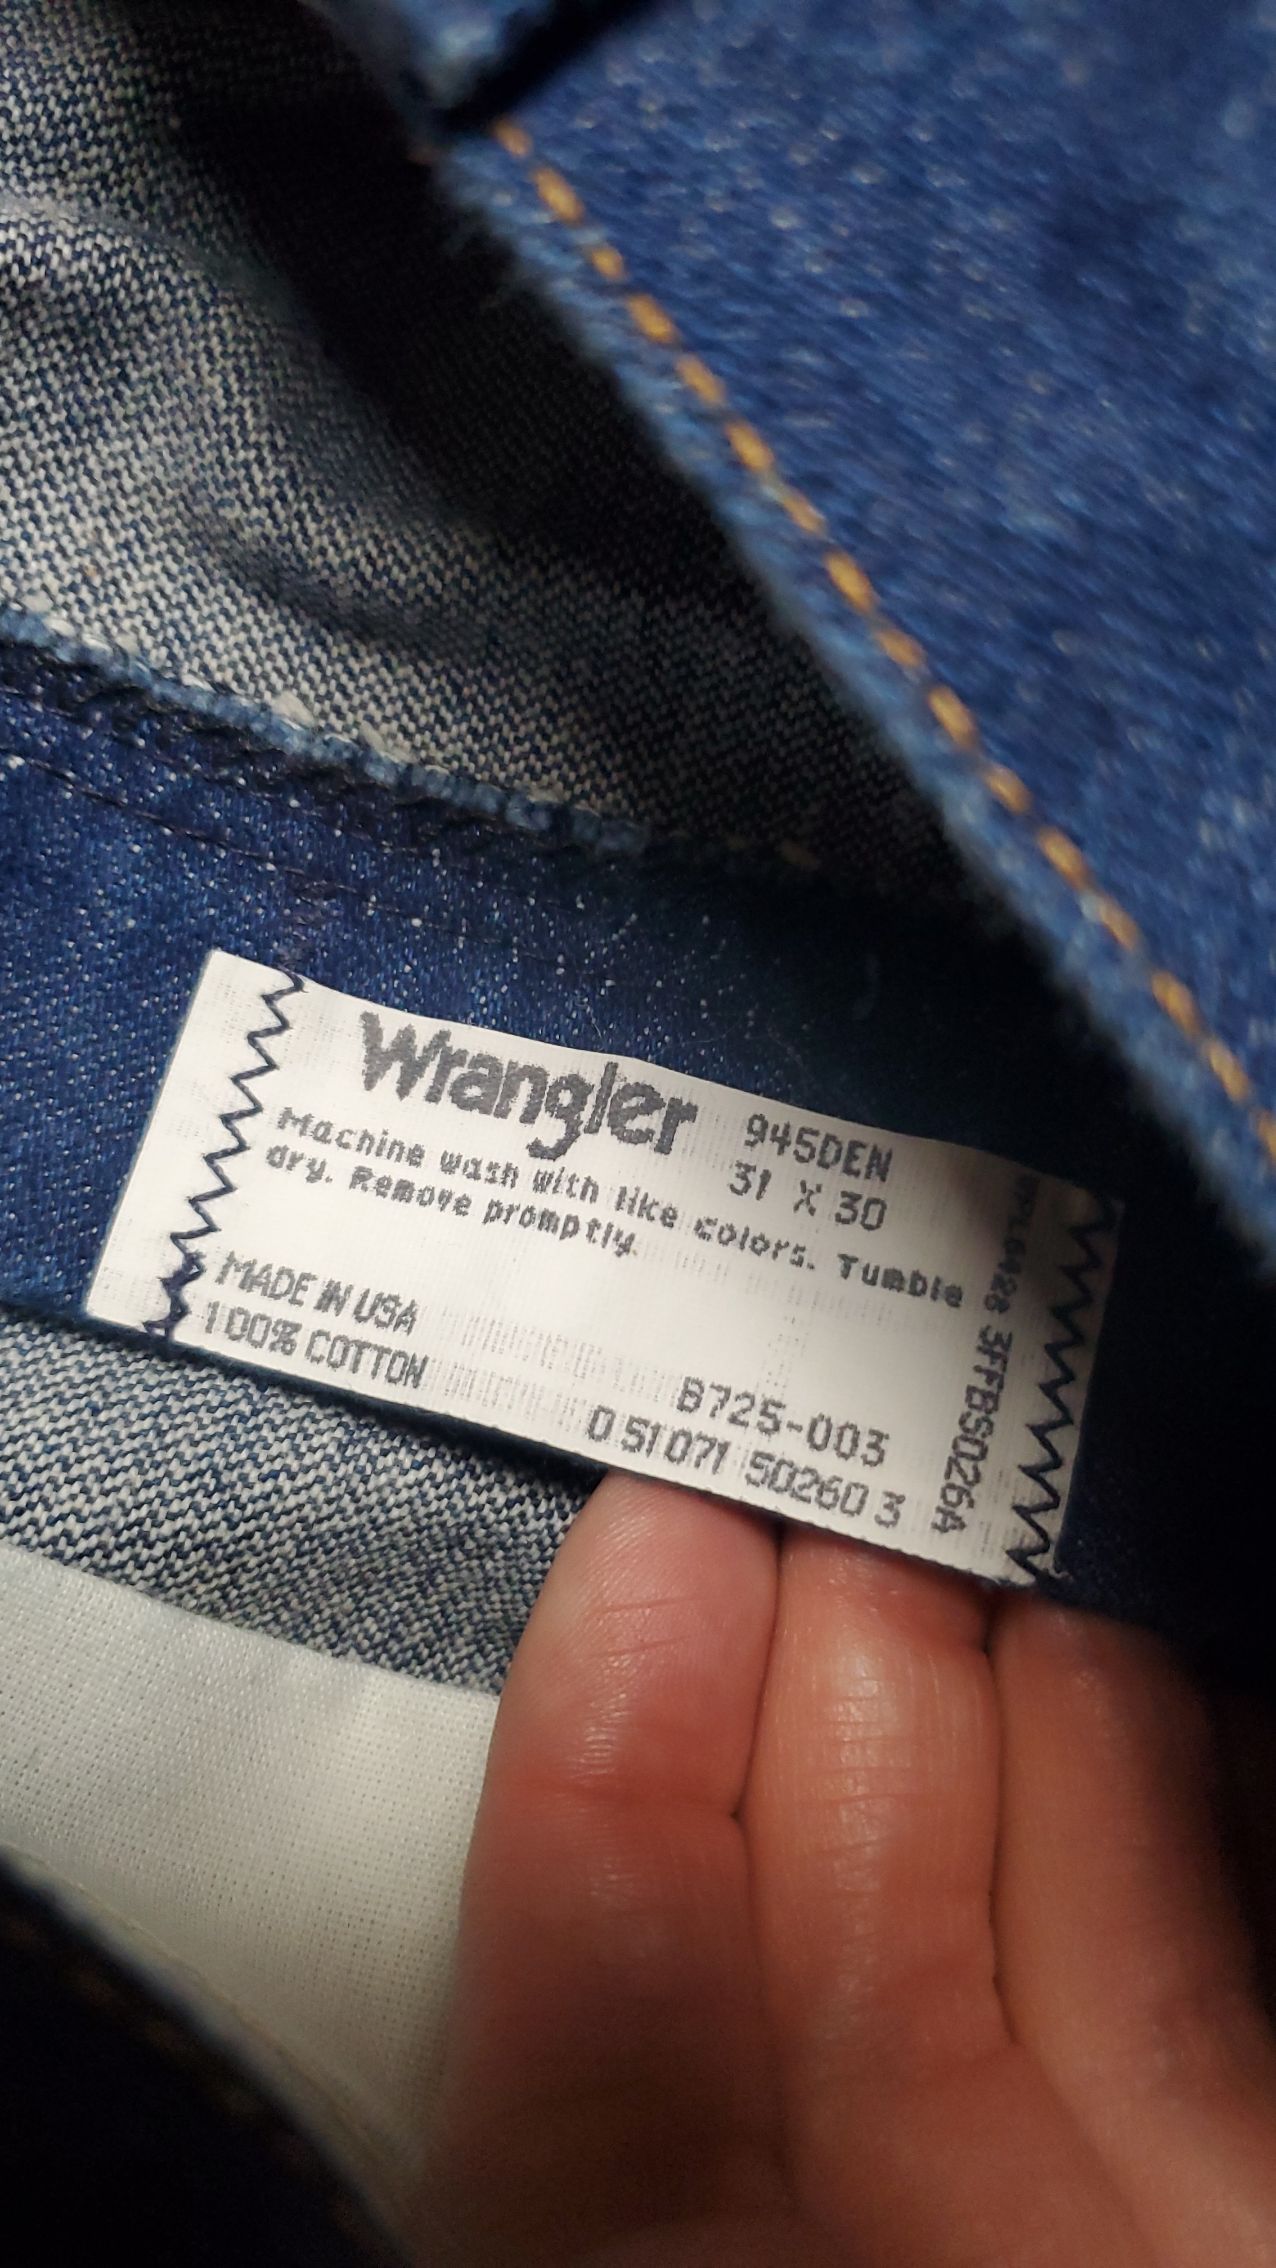 Wrangler
945DEN
31 X 30
Machine wash with like colors. Tumble
dry. Remove promptly.
MADE IN USA
100% COTTON
B725-003
0 51071 50260 3
3FFBS026A